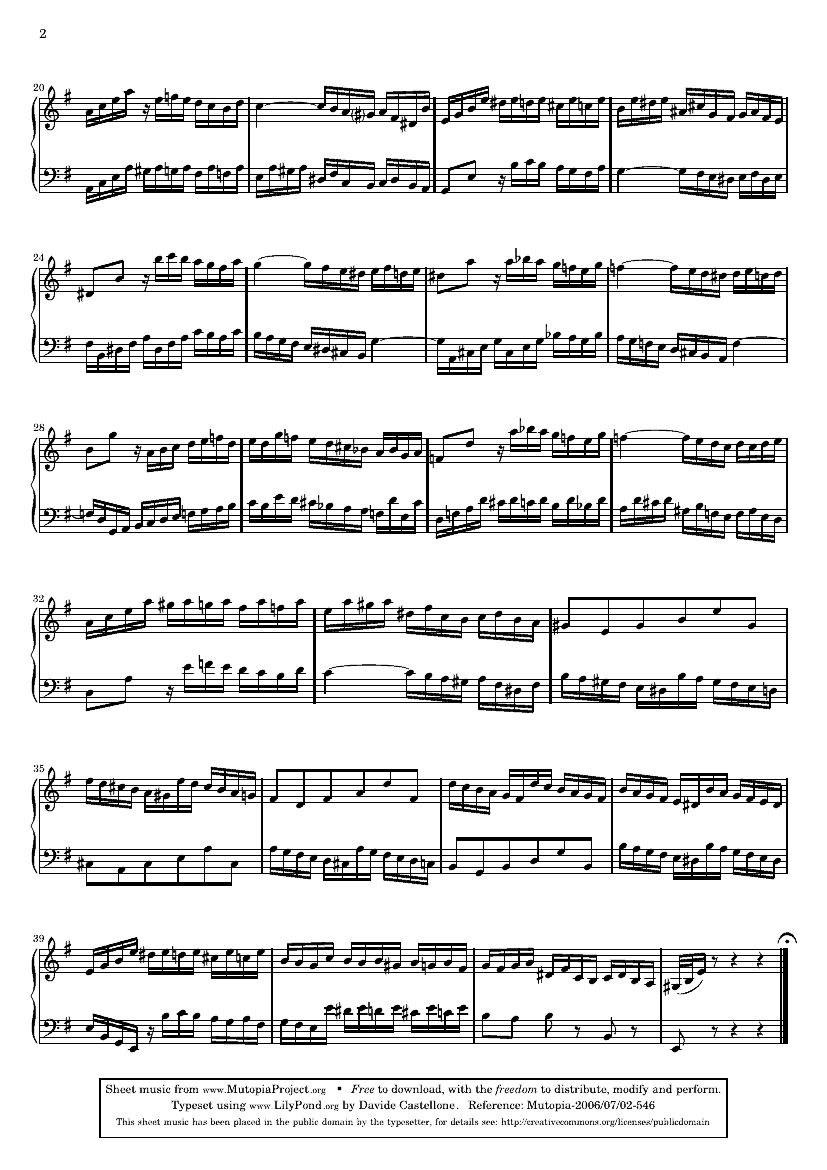 2
20
24
28
32
35
39
Sheet music from www.MutopiaProject.org ▪ Free to download, with the freedom to distribute, modify and perform.
Typeset using www.LilyPond.org by Davide Castellone. Reference: Mutopia-2006/07/02-546
This sheet music has been placed in the public domain by the typesetter, for details see: http://creativecommons.org/licenses/publicdomain